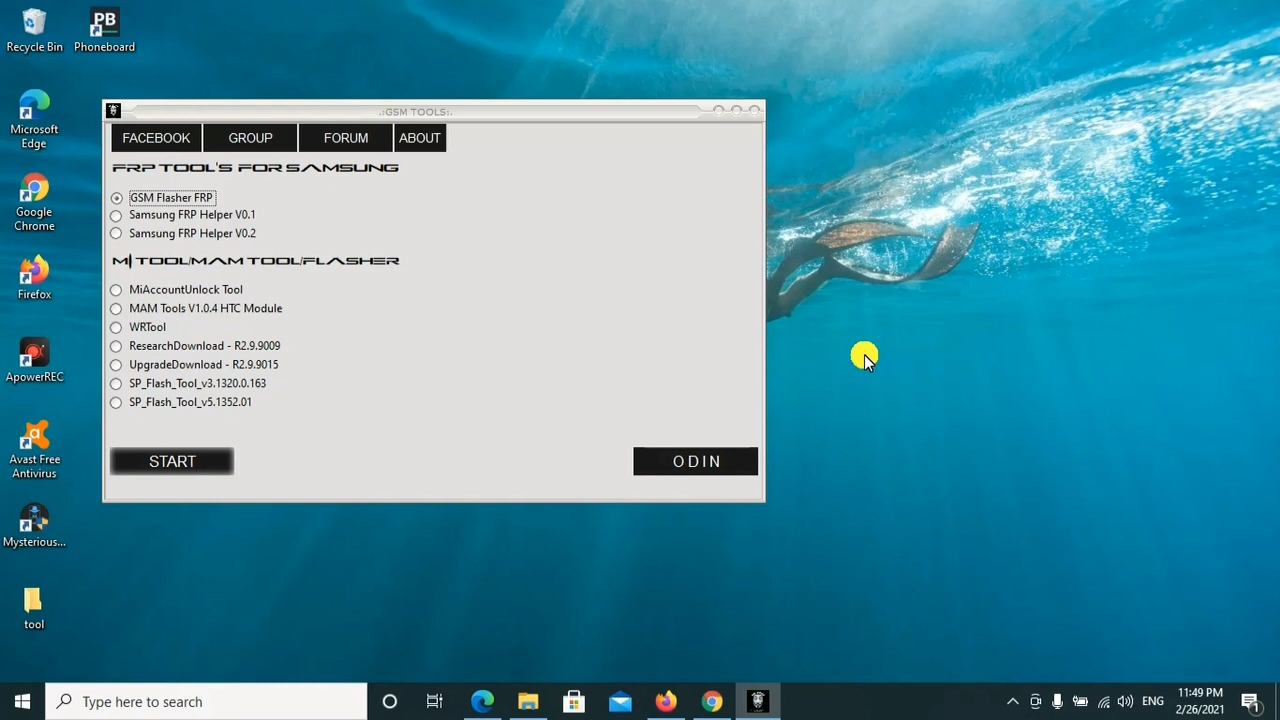 Recycle Bin
PB
Phoneboard
Microsoft
Edge
Google
Chrome
Firefox
ApowerREC
Avast Free
Antivirus
Mysterious...
tool
.:GSM TOOLS:.
FACEBOOK
GROUP
FORUM
ABOUT
FRP TOOL'S FOR SAMSUNG
GSM Flasher FRP
Samsung FRP Helper V0.1
Samsung FRP Helper V0.2
MI TOOL/MAM TOOL/FLASHER
MiAccountUnlock Tool
MAM Tools V1.0.4 HTC Module
WRTool
ResearchDownload - R2.9.9009
UpgradeDownload - R2.9.9015
SP_Flash_Tool_v3.1320.0.163
SP_Flash_Tool_v5.1352.01
START
ODIN
Type here to search
ENG
11:49 PM
2/26/2021
1